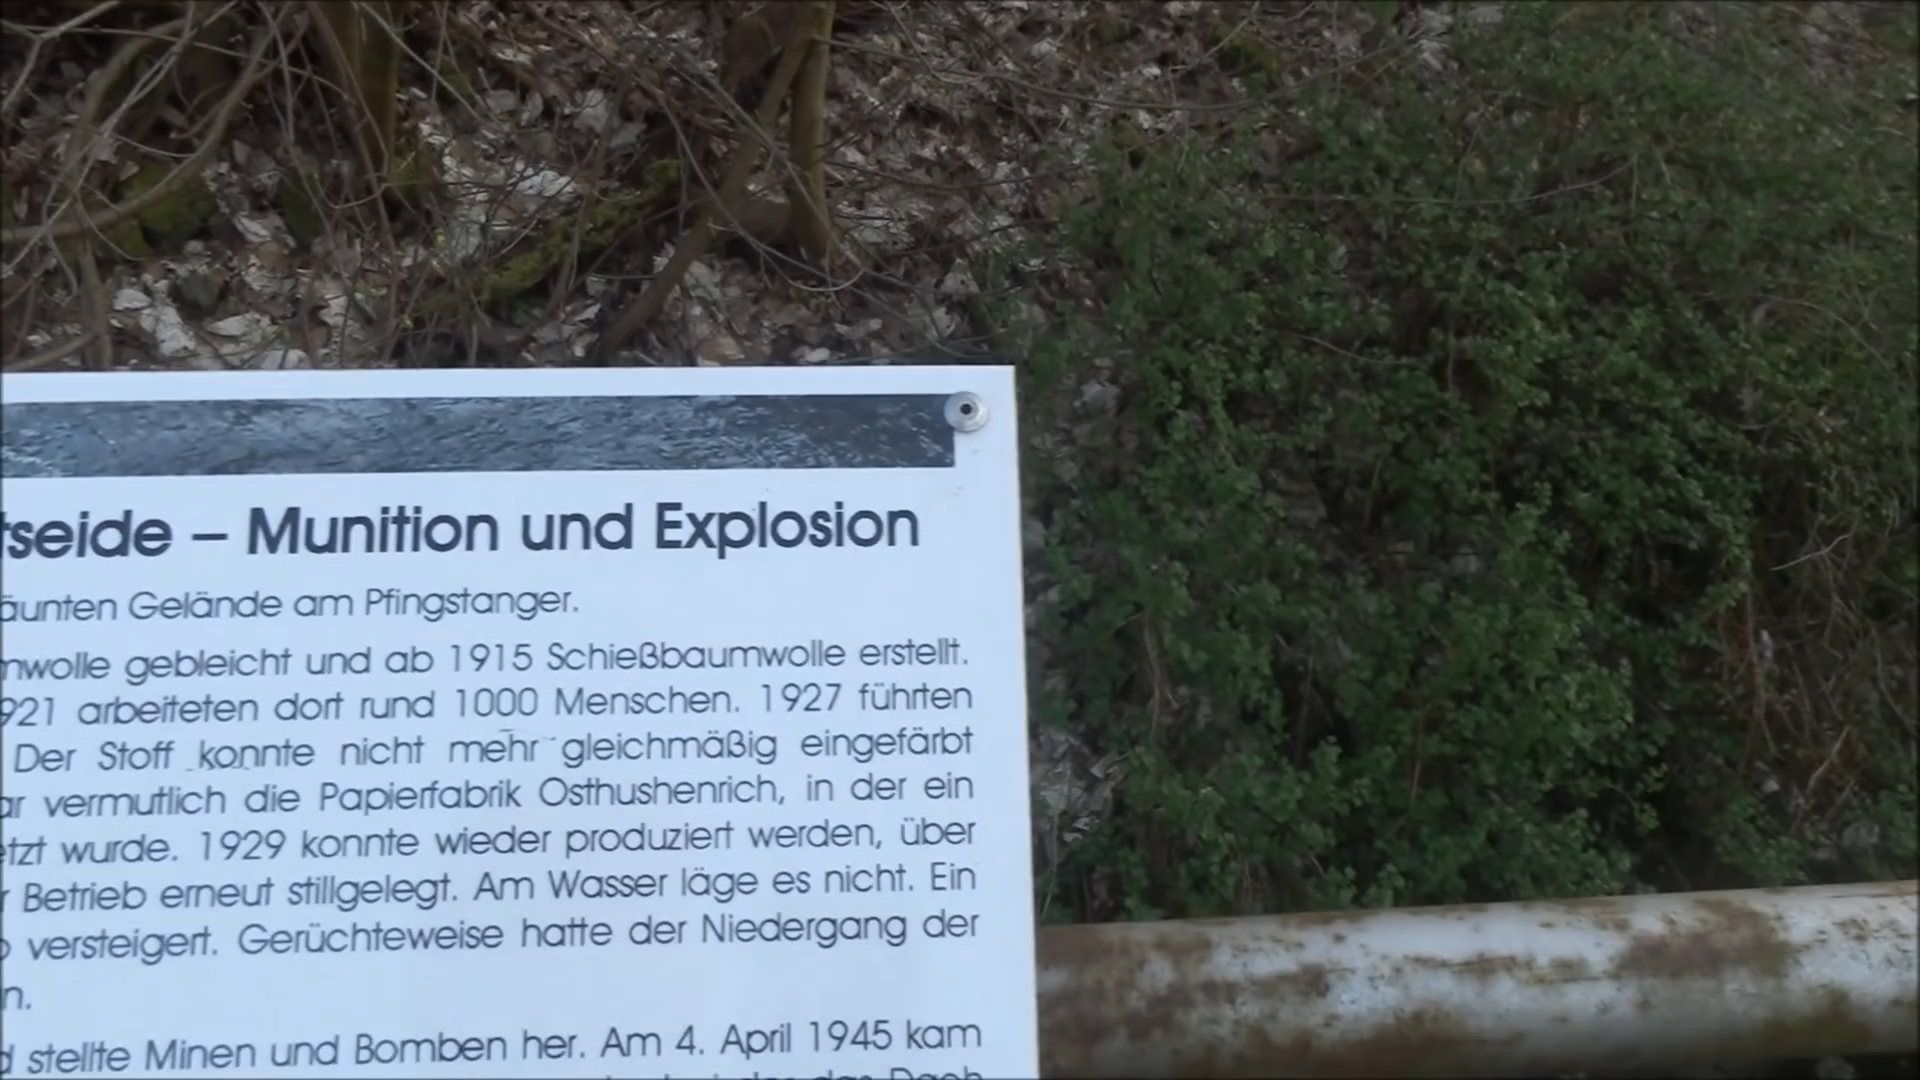 tseide – Munition und Explosion
äunten Gelände am Pfingstanger.
mwolle gebleicht und ab 1915 Schießbaumwolle erstellt.
921 arbeiteten dort rund 1000 Menschen. 1927 führten
Der Stoff konnte nicht mehr gleichmäßig eingefärbt
ar vermutlich die Papierfabrik Osthushenrich, in der ein
etzt wurde. 1929 konnte wieder produziert werden, über
r Betrieb erneut stillgelegt. Am Wasser läge es nicht. Ein
versteigert. Gerüchteweise hatte der Niedergang der
n.
d stellte Minen und Bomben her. Am 4. April 1945 kam
das Dach